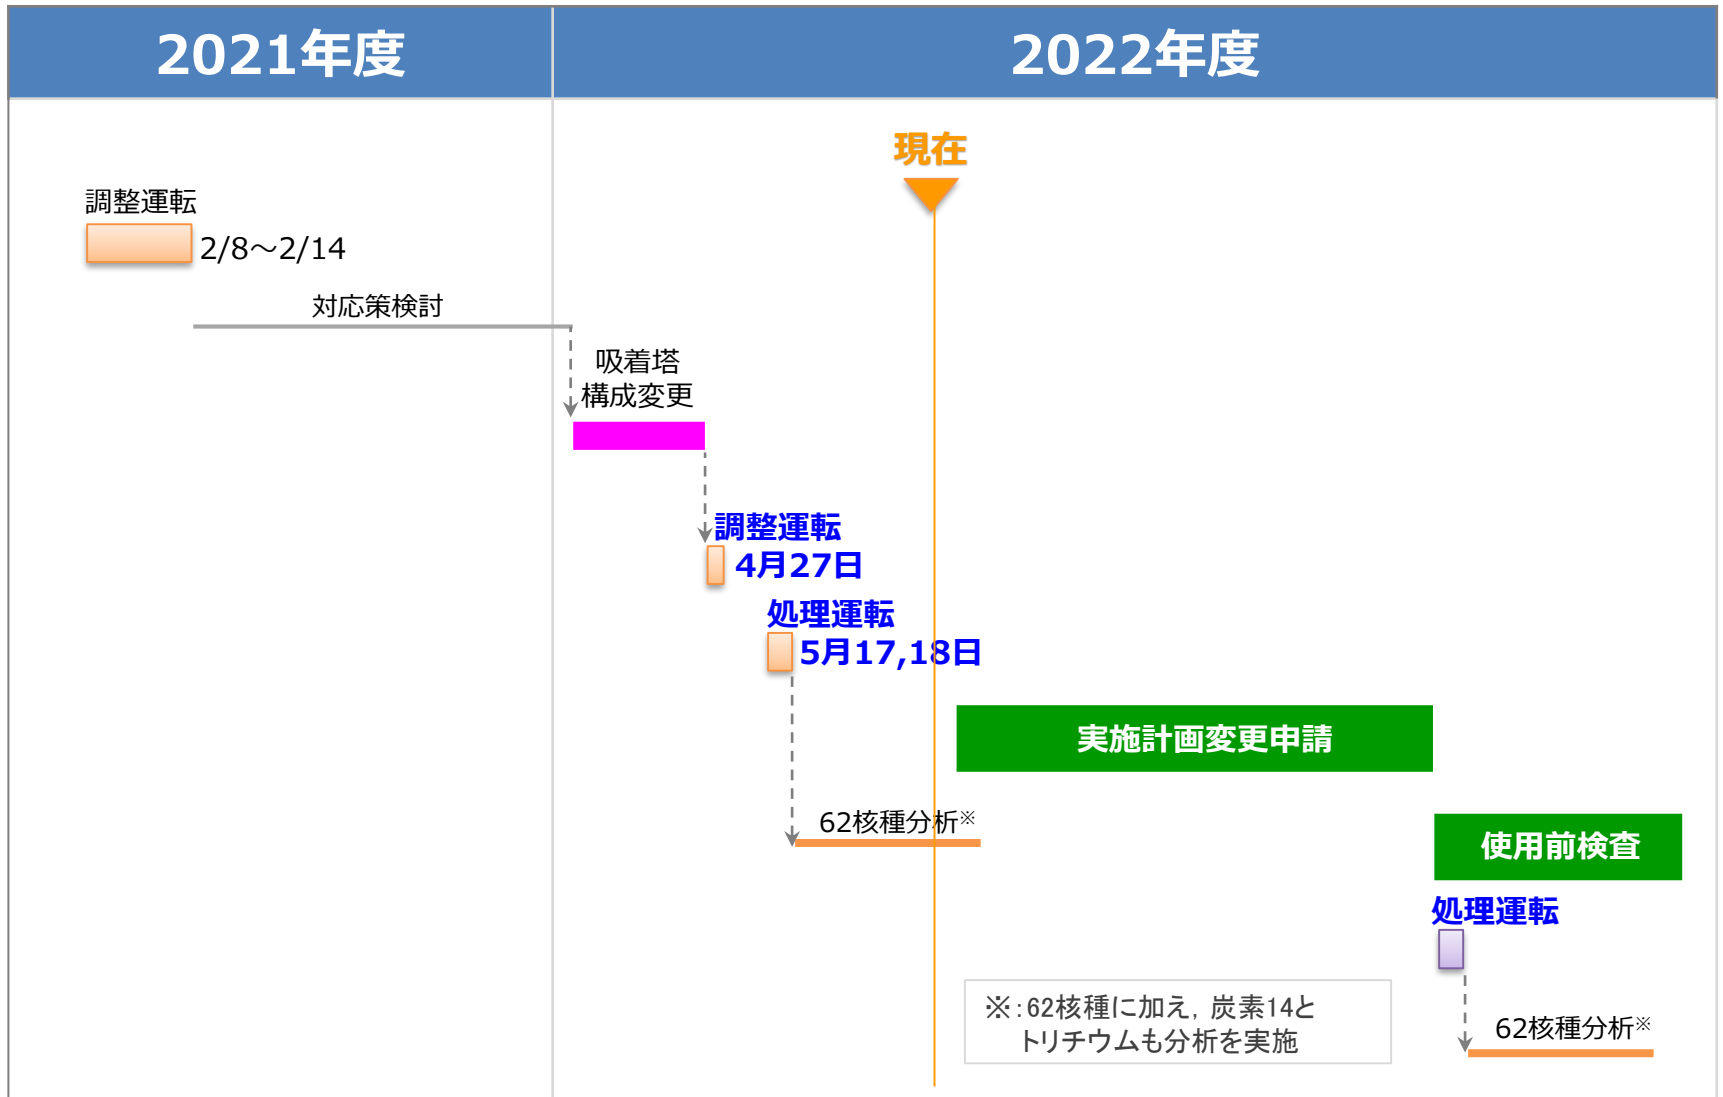 2021年度
2022年度
現在
調整運転
2/8～2/14
対応策検討
吸着塔
構成変更
調整運転
4月27日
処理運転
5月17,18日
実施計画変更申請
62核種分析※
使用前検査
処理運転
※：62核種に加え，炭素14と
トリチウムも分析を実施
62核種分析※